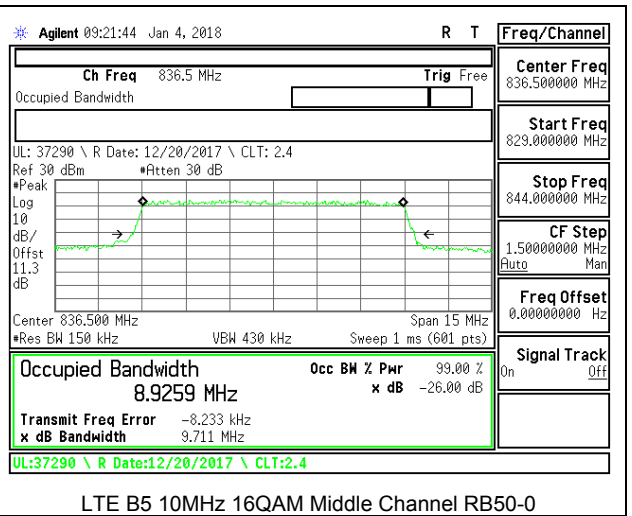 Agilent 09:21:44 Jan 4, 2018 R T Freq/Channel
Ch Freq 836.5 MHz Trig Free
Occupied Bandwidth
Center Freq
836.500000 MHz
Start Freq
829.000000 MHz
UL: 37290 \ R Date: 12/20/2017 \ CLT: 2.4
Ref 30 dBm #Atten 30 dB
#Peak
Log
10
dB/
Offst
11.3
dB
Stop Freq
844.000000 MHz
CF Step
1.50000000 MHz
Auto Man
Freq Offset
0.00000000 Hz
Center 836.500 MHz Span 15 MHz
#Res BW 150 kHz VBW 430 kHz Sweep 1 ms (601 pts)
Signal Track
On Off
Occupied Bandwidth Occ BW % Pwr 99.00 %
8.9259 MHz x dB -26.00 dB
Transmit Freq Error -8.233 kHz
x dB Bandwidth 9.711 MHz
UL:37290 \ R Date:12/20/2017 \ CLT:2.4
LTE B5 10MHz 16QAM Middle Channel RB50-0